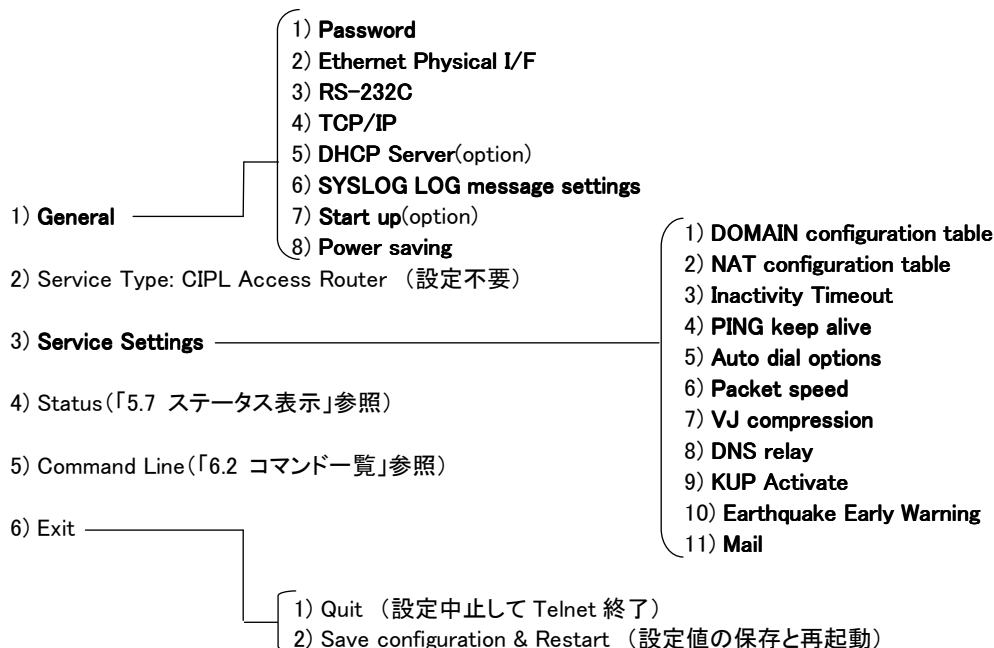 1) Password
2) Ethernet Physical I/F
3) RS-232C
4) TCP/IP
5) DHCP Server(option)
6) SYSLOG LOG message settings
7) Start up(option)
8) Power saving
1) General
2) Service Type: CIPL Access Router （設定不要）
3) Service Settings
1) DOMAIN configuration table
2) NAT configuration table
3) Inactivity Timeout
4) PING keep alive
5) Auto dial options
6) Packet speed
7) VJ compression
8) DNS relay
9) KUP Activate
10) Earthquake Early Warning
11) Mail
4) Status（「5.7 ステータス表示」参照）
5) Command Line（「6.2 コマンド一覧」参照）
6) Exit
1) Quit （設定中止して Telnet 終了）
2) Save configuration & Restart （設定値の保存と再起動）